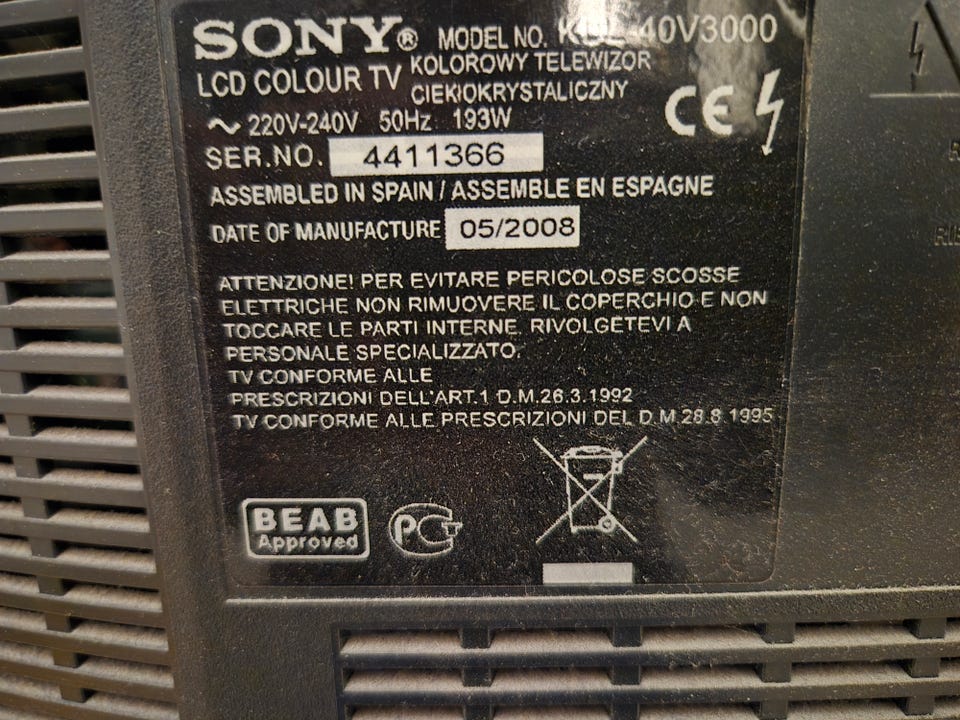 SONY® MODEL NO. KDL-40V3000
LCD COLOUR TV KOLOROWY TELEWIZOR
CIEKŁOKRYSTALICZNY
~ 220V-240V 50Hz 193W
CE
SER.NO. 4411366
ASSEMBLED IN SPAIN / ASSEMBLE EN ESPAGNE
DATE OF MANUFACTURE 05/2008
ATTENZIONE! PER EVITARE PERICOLOSE SCOSSE
ELETTRICHE NON RIMUOVERE IL COPERCHIO E NON
TOCCARE LE PARTI INTERNE. RIVOLGETEVI A
PERSONALE SPECIALIZZATO.
TV CONFORME ALLE
PRESCRIZIONI DELL'ART.1 D.M.26.3.1992
TV CONFORME ALLE PRESCRIZIONI DEL D.M.28.8.1995
BEAB
Approved
PCT